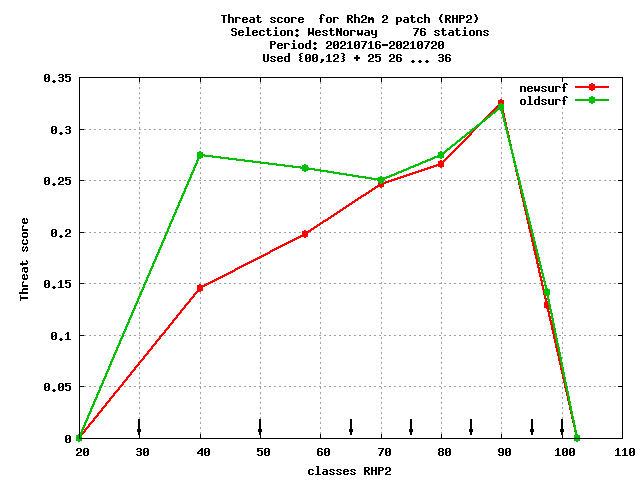 Threat score  for Rh2m 2 patch (RHP2)
Selection: WestNorway     76 stations
Period: 20210716-20210720
Used {00,12} + 25 26 ... 36
0.35
newsurf
oldsurf
0.3
0.25
0.2
0.15
0.1
0.05
0
Threat score
20 30 40 50 60 70 80 90 100 110
classes RHP2